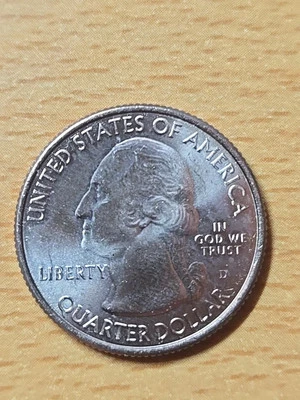 UNITED STATES OF AMERICA
LIBERTY
IN
GOD WE
TRUST
D
QUARTER DOLLAR